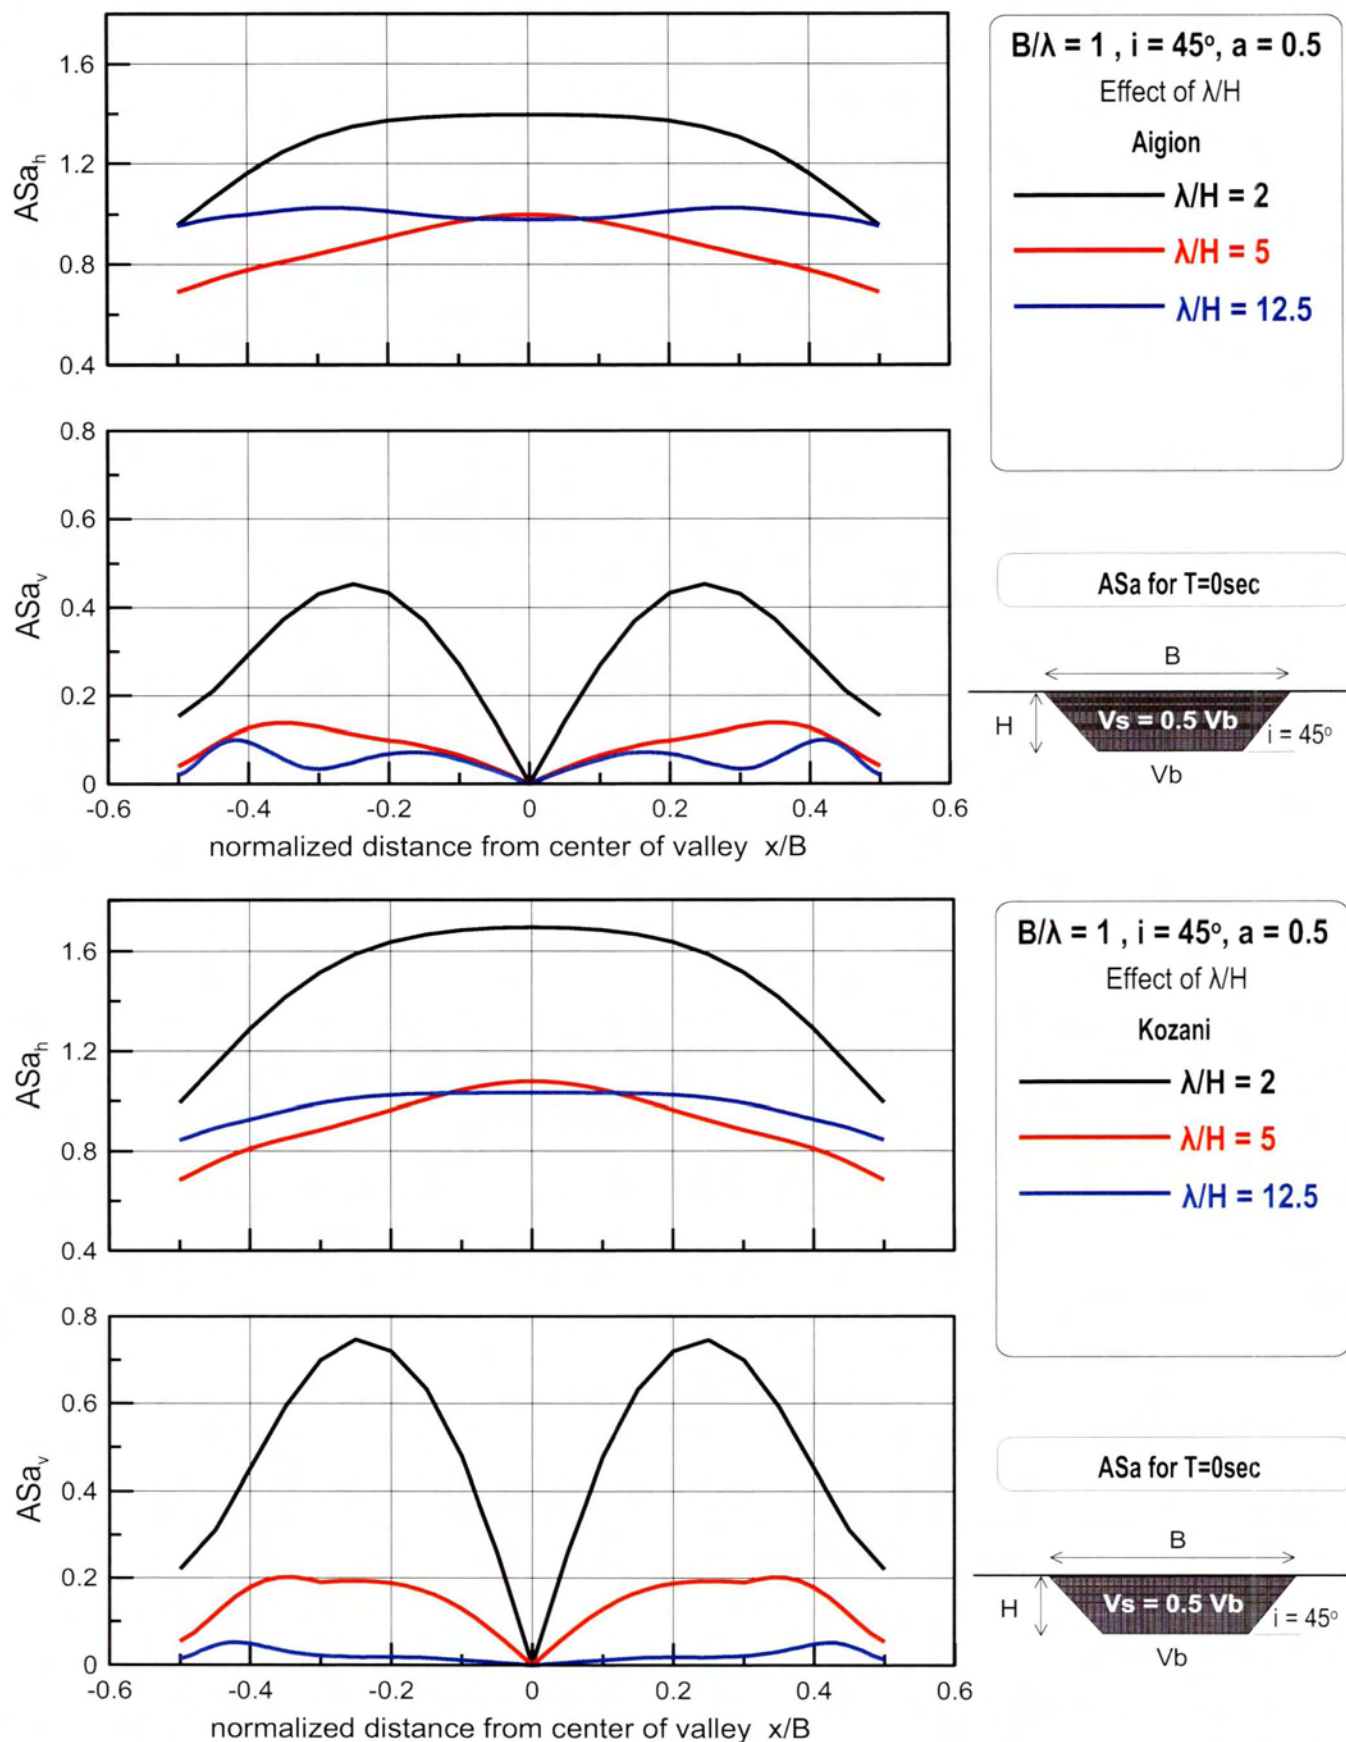 1.6
1.2
0.8
0.4
ASa_h
B/λ = 1 , i = 45°, a = 0.5
Effect of λ/H
Aigion
λ/H = 2
λ/H = 5
λ/H = 12.5
0.8
0.6
0.4
0.2
0
ASa_v
-0.6 -0.4 -0.2 0 0.2 0.4 0.6
normalized distance from center of valley x/B
ASa for T=0sec
B
H
Vs = 0.5 Vb
i = 45°
Vb
1.6
1.2
0.8
0.4
ASa_h
B/λ = 1 , i = 45°, a = 0.5
Effect of λ/H
Kozani
λ/H = 2
λ/H = 5
λ/H = 12.5
0.8
0.6
0.4
0.2
0
ASa_v
-0.6 -0.4 -0.2 0 0.2 0.4 0.6
normalized distance from center of valley x/B
ASa for T=0sec
B
H
Vs = 0.5 Vb
i = 45°
Vb